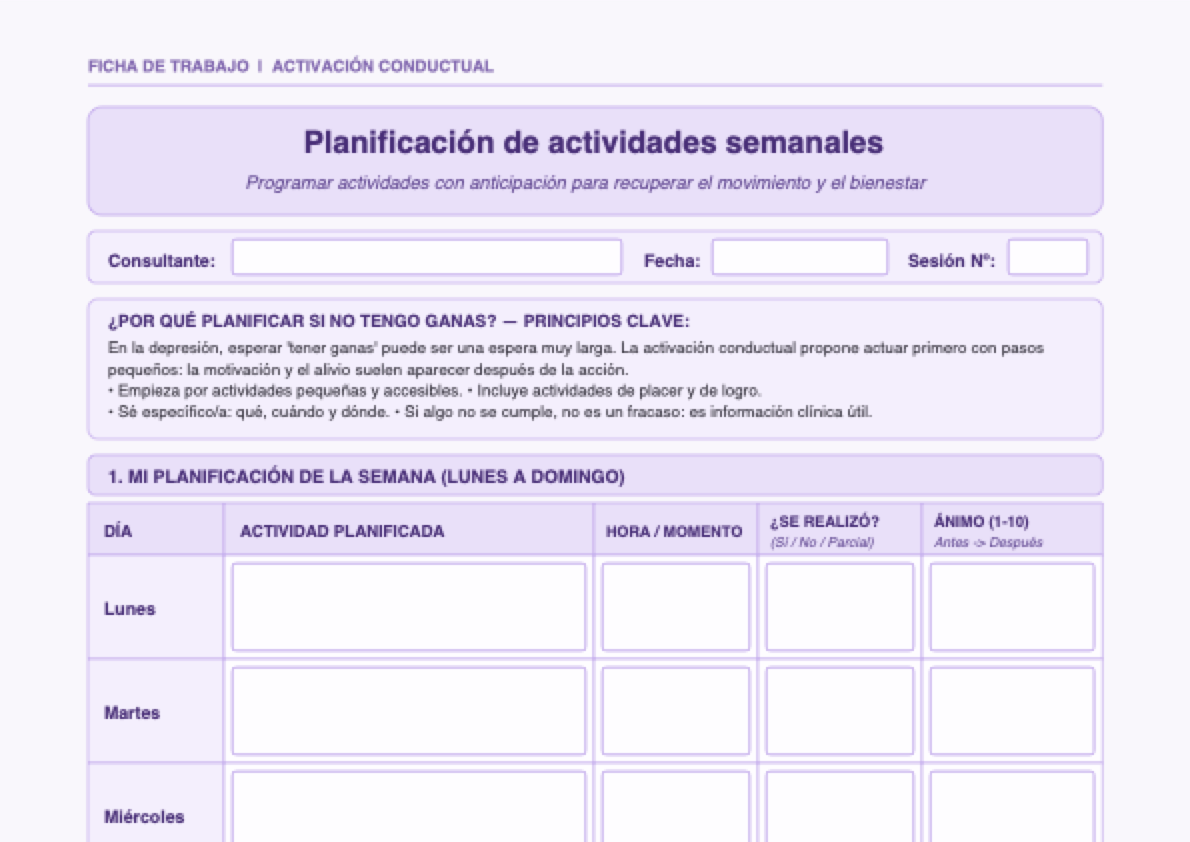 FICHA DE TRABAJO | ACTIVACIÓN CONDUCTUAL
Planificación de actividades semanales
Programar actividades con anticipación para recuperar el movimiento y el bienestar
Consultante: Fecha: Sesión Nº:
¿POR QUÉ PLANIFICAR SI NO TENGO GANAS? — PRINCIPIOS CLAVE:
En la depresión, esperar 'tener ganas' puede ser una espera muy larga. La activación conductual propone actuar primero con pasos
pequeños: la motivación y el alivio suelen aparecer después de la acción.
• Empieza por actividades pequeñas y accesibles. • Incluye actividades de placer y de logro.
• Sé específico/a: qué, cuándo y dónde. • Si algo no se cumple, no es un fracaso: es información clínica útil.
1. MI PLANIFICACIÓN DE LA SEMANA (LUNES A DOMINGO)
DÍA ACTIVIDAD PLANIFICADA HORA / MOMENTO ¿SE REALIZÓ? ÁNIMO (1-10)
(Sí / No / Parcial) Antes -> Después
Lunes
Martes
Miércoles